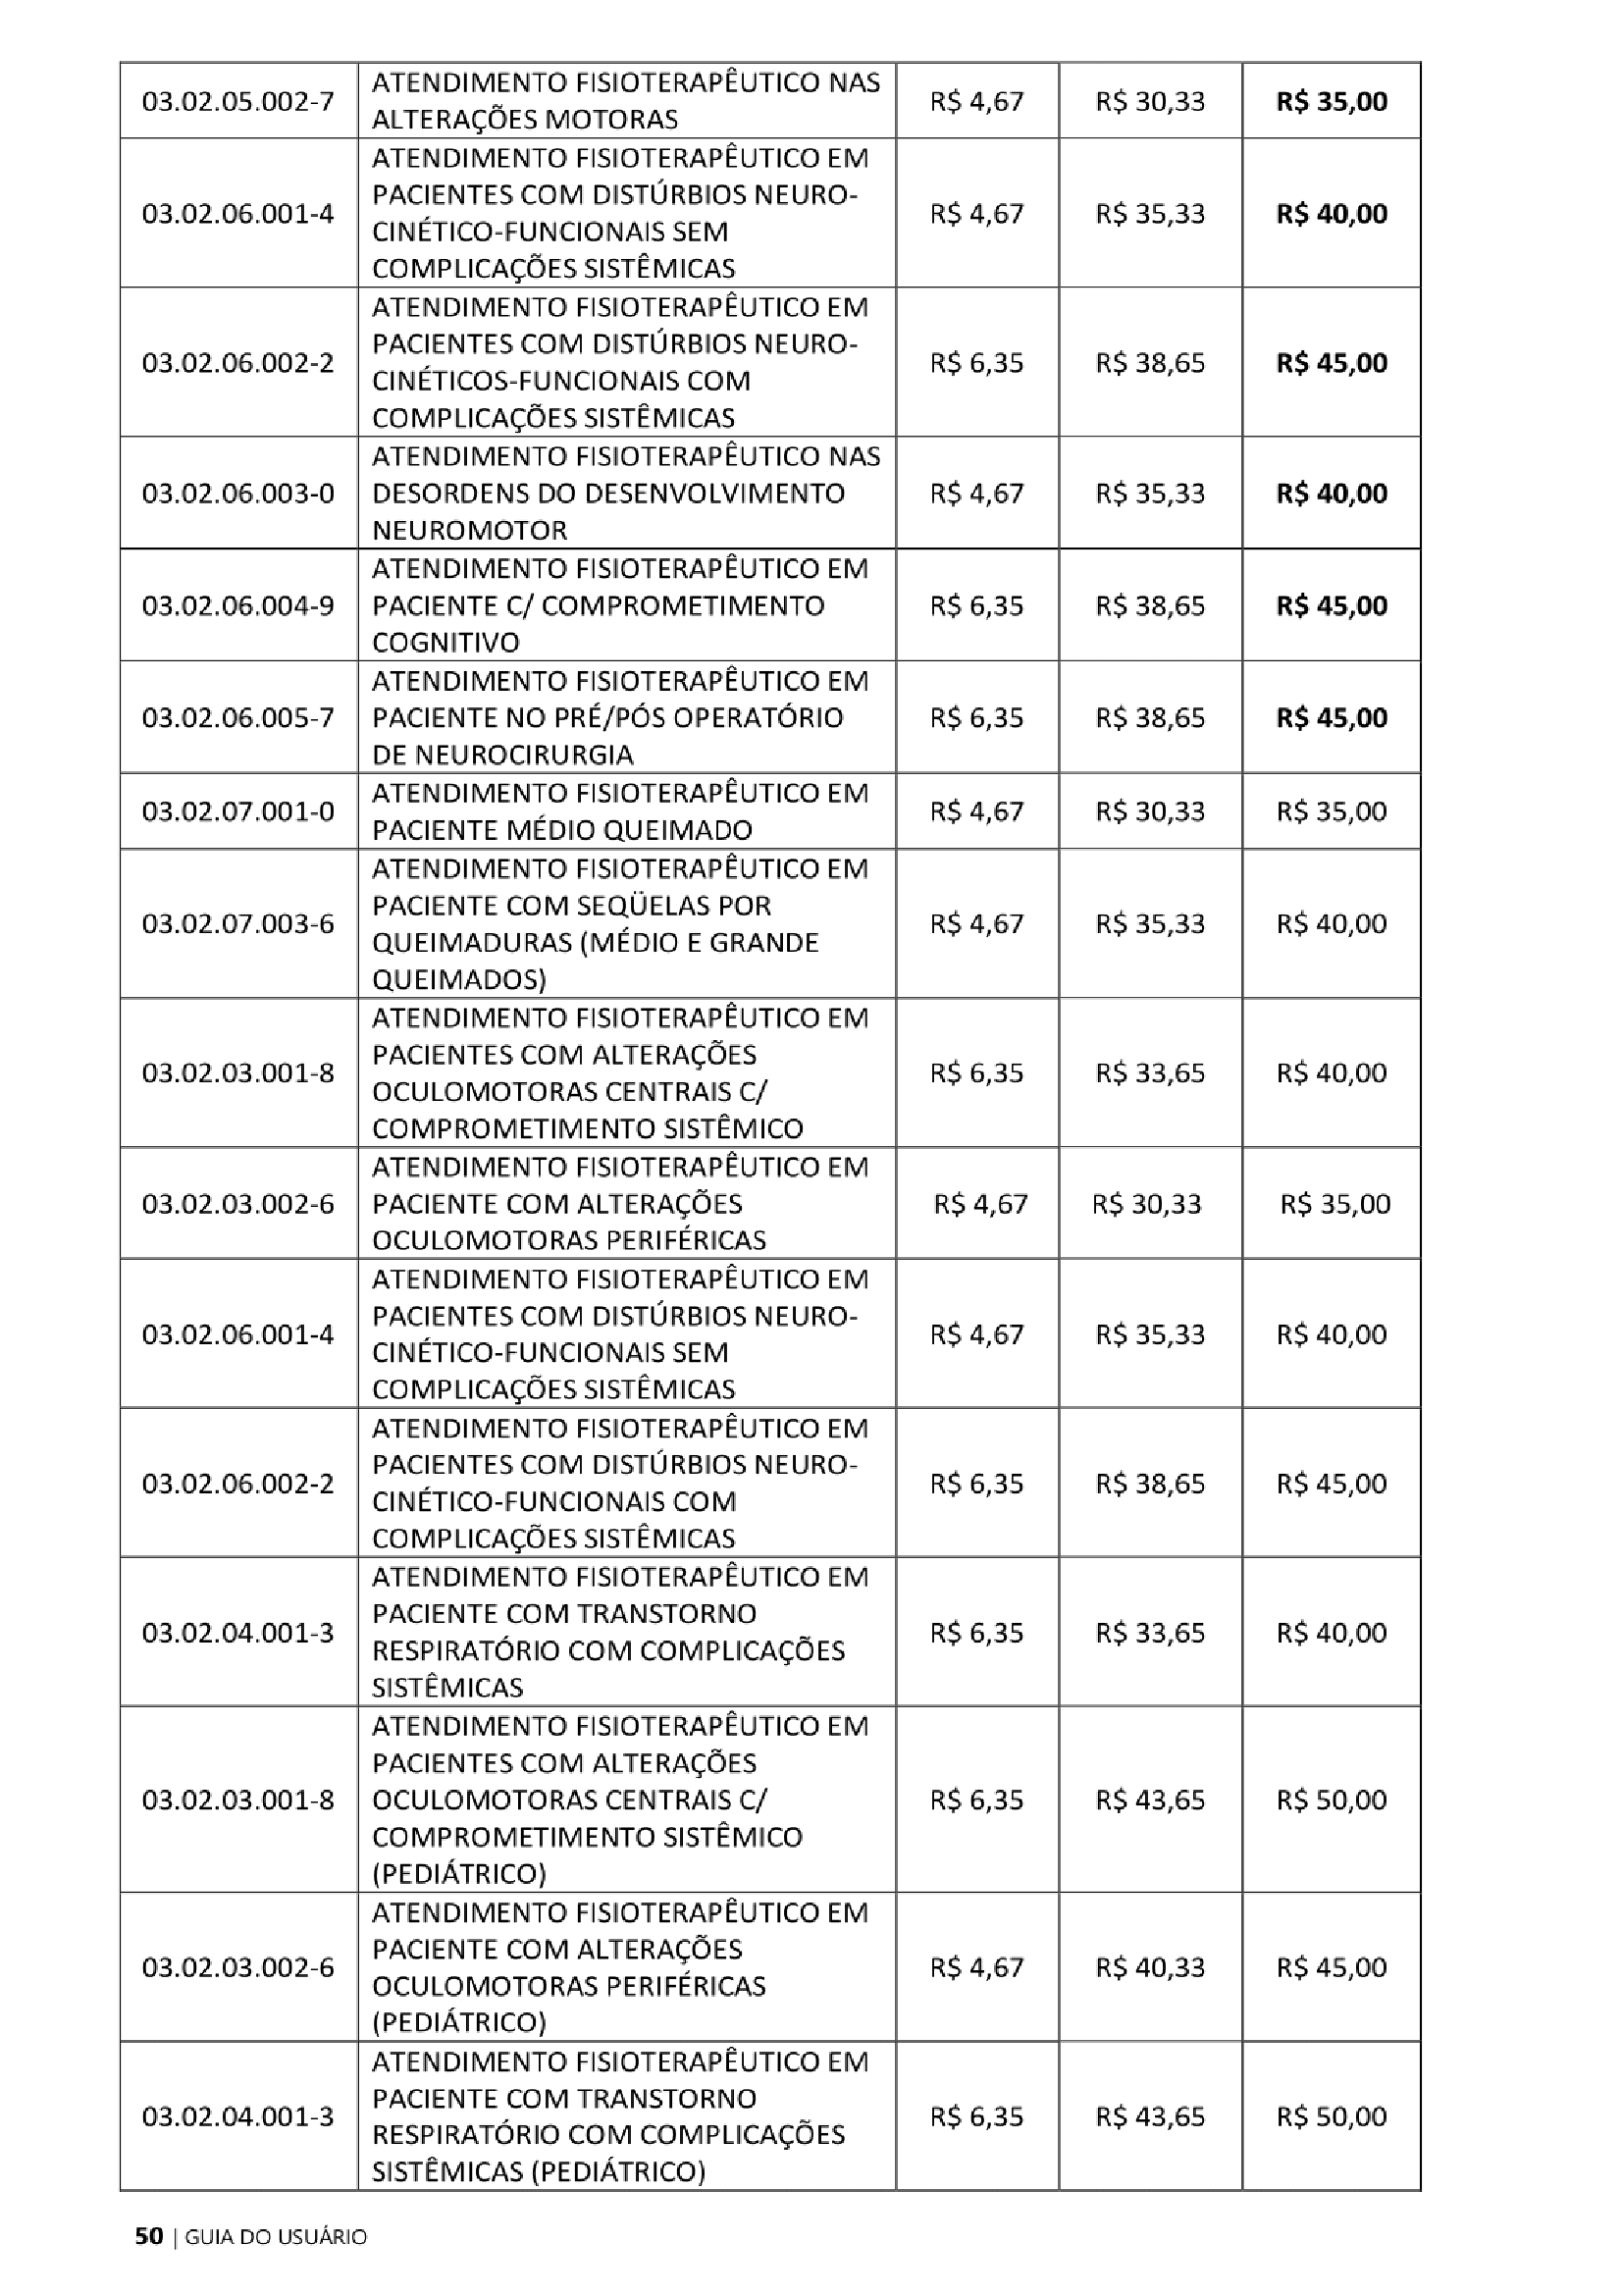 03.02.05.002-7 ATENDIMENTO FISIOTERAPÊUTICO NAS
ALTERAÇÕES MOTORAS R$ 4,67 R$ 30,33 R$ 35,00
03.02.06.001-4 ATENDIMENTO FISIOTERAPÊUTICO EM
PACIENTES COM DISTÚRBIOS NEURO-
CINÉTICO-FUNCIONAIS SEM
COMPLICAÇÕES SISTÊMICAS R$ 4,67 R$ 35,33 R$ 40,00
03.02.06.002-2 ATENDIMENTO FISIOTERAPÊUTICO EM
PACIENTES COM DISTÚRBIOS NEURO-
CINÉTICOS-FUNCIONAIS COM
COMPLICAÇÕES SISTÊMICAS R$ 6,35 R$ 38,65 R$ 45,00
03.02.06.003-0 ATENDIMENTO FISIOTERAPÊUTICO NAS
DESORDENS DO DESENVOLVIMENTO
NEUROMOTOR R$ 4,67 R$ 35,33 R$ 40,00
03.02.06.004-9 ATENDIMENTO FISIOTERAPÊUTICO EM
PACIENTE C/ COMPROMETIMENTO
COGNITIVO R$ 6,35 R$ 38,65 R$ 45,00
03.02.06.005-7 ATENDIMENTO FISIOTERAPÊUTICO EM
PACIENTE NO PRÉ/PÓS OPERATÓRIO
DE NEUROCIRURGIA R$ 6,35 R$ 38,65 R$ 45,00
03.02.07.001-0 ATENDIMENTO FISIOTERAPÊUTICO EM
PACIENTE MÉDIO QUEIMADO R$ 4,67 R$ 30,33 R$ 35,00
03.02.07.003-6 ATENDIMENTO FISIOTERAPÊUTICO EM
PACIENTE COM SEQÜELAS POR
QUEIMADURAS (MÉDIO E GRANDE
QUEIMADOS) R$ 4,67 R$ 35,33 R$ 40,00
03.02.03.001-8 ATENDIMENTO FISIOTERAPÊUTICO EM
PACIENTES COM ALTERAÇÕES
OCULOMOTORAS CENTRAIS C/
COMPROMETIMENTO SISTÊMICO R$ 6,35 R$ 33,65 R$ 40,00
03.02.03.002-6 ATENDIMENTO FISIOTERAPÊUTICO EM
PACIENTE COM ALTERAÇÕES
OCULOMOTORAS PERIFÉRICAS R$ 4,67 R$ 30,33 R$ 35,00
03.02.06.001-4 ATENDIMENTO FISIOTERAPÊUTICO EM
PACIENTES COM DISTÚRBIOS NEURO-
CINÉTICO-FUNCIONAIS SEM
COMPLICAÇÕES SISTÊMICAS R$ 4,67 R$ 35,33 R$ 40,00
03.02.06.002-2 ATENDIMENTO FISIOTERAPÊUTICO EM
PACIENTES COM DISTÚRBIOS NEURO-
CINÉTICO-FUNCIONAIS COM
COMPLICAÇÕES SISTÊMICAS R$ 6,35 R$ 38,65 R$ 45,00
03.02.04.001-3 ATENDIMENTO FISIOTERAPÊUTICO EM
PACIENTE COM TRANSTORNO
RESPIRATÓRIO COM COMPLICAÇÕES
SISTÊMICAS R$ 6,35 R$ 33,65 R$ 40,00
03.02.03.001-8 ATENDIMENTO FISIOTERAPÊUTICO EM
PACIENTES COM ALTERAÇÕES
OCULOMOTORAS CENTRAIS C/
COMPROMETIMENTO SISTÊMICO
(PEDIÁTRICO) R$ 6,35 R$ 43,65 R$ 50,00
03.02.03.002-6 ATENDIMENTO FISIOTERAPÊUTICO EM
PACIENTE COM ALTERAÇÕES
OCULOMOTORAS PERIFÉRICAS
(PEDIÁTRICO) R$ 4,67 R$ 40,33 R$ 45,00
03.02.04.001-3 ATENDIMENTO FISIOTERAPÊUTICO EM
PACIENTE COM TRANSTORNO
RESPIRATÓRIO COM COMPLICAÇÕES
SISTÊMICAS (PEDIÁTRICO) R$ 6,35 R$ 43,65 R$ 50,00
50 | GUIA DO USUÁRIO